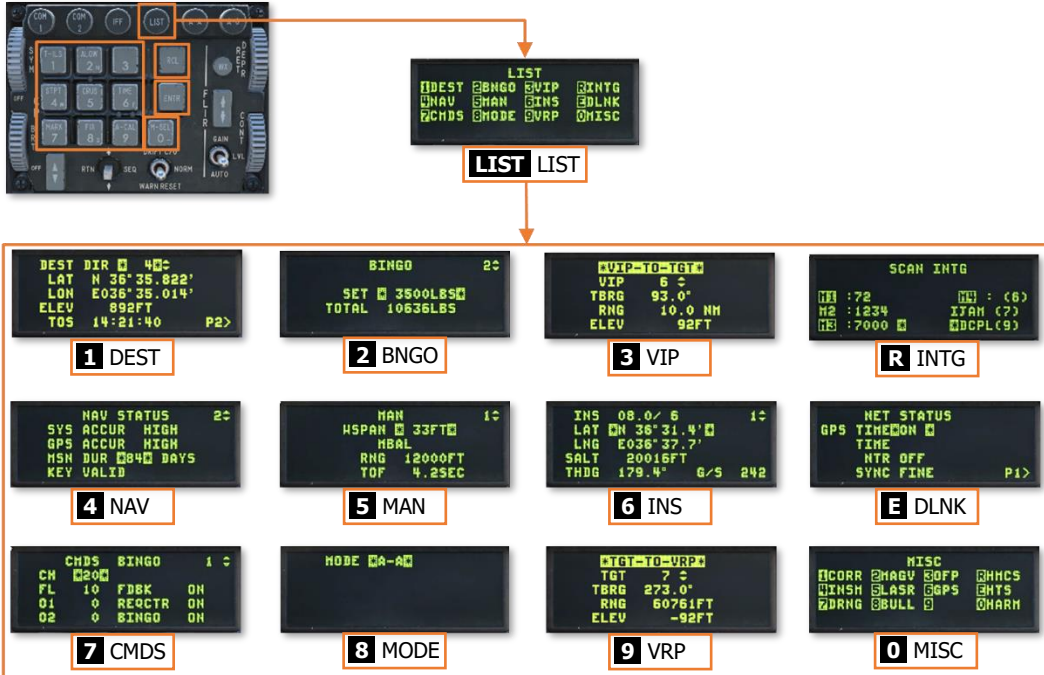 COM 1 COM 2 IFF LIST A-A A-G
T-ILS 1 ALOW 2 N 3 RCL
STPT 4 W CRUS 5 TIME 6 E ENTR
MARK 7 FIX 8 S A-CAL 9 M-SEL 0
SYM
BRT
RET DEPR
WX
FLIR
CONT
GAIN
LVL
AUTO
OFF
RTN SEQ
DRIFT C/O
NORM
WARN RESET
LIST
1DEST 2BNGO 3VIP RINTG
4NAV 5MAN 6INS EDLNK
7CMDS 8MODE 9VRP 0MISC
LIST LIST
DEST DIR 4
LAT N 36°35.822'
LON E036°35.014'
ELEV 892FT
TOS 14:21:40 P2>
1 DEST
BINGO 2
SET 3500LBS
TOTAL 10636LBS
2 BNGO
*VIP-TO-TGT*
VIP 6
TBRG 93.0°
RNG 10.0 NM
ELEV 92FT
3 VIP
SCAN INTG
M1 :72 M4 : (6)
M2 :1234 IJAM (7)
M3 :7000 * *DCPL(9)
R INTG
NAV STATUS 2
SYS ACCUR HIGH
GPS ACCUR HIGH
MSN DUR *84* DAYS
KEY VALID
4 NAV
MAN 1
WSPAN * 33FT*
MBAL
RNG 12000FT
TOF 4.2SEC
5 MAN
INS 08.0/ 6 1
LAT *N 36°31.4'*
LNG E036°37.7'
SALT 20016FT
THDG 179.4° G/S 242
6 INS
NET STATUS
GPS TIME*ON *
TIME
NTR OFF
SYNC FINE P1>
E DLNK
CMDS BINGO 1
CH *20*
FL 10 FDBK ON
O1 0 REQCTR ON
O2 0 BINGO ON
7 CMDS
MODE *A-A*
8 MODE
*TGT-TO-VRP*
TGT 7
TBRG 273.0°
RNG 60761FT
ELEV -92FT
9 VRP
MISC
1CORR 2MAGV 3OFP RHMCS
4INSM 5LASR 6GPS EHTS
7DRNG 8BULL 9 0HARM
0 MISC